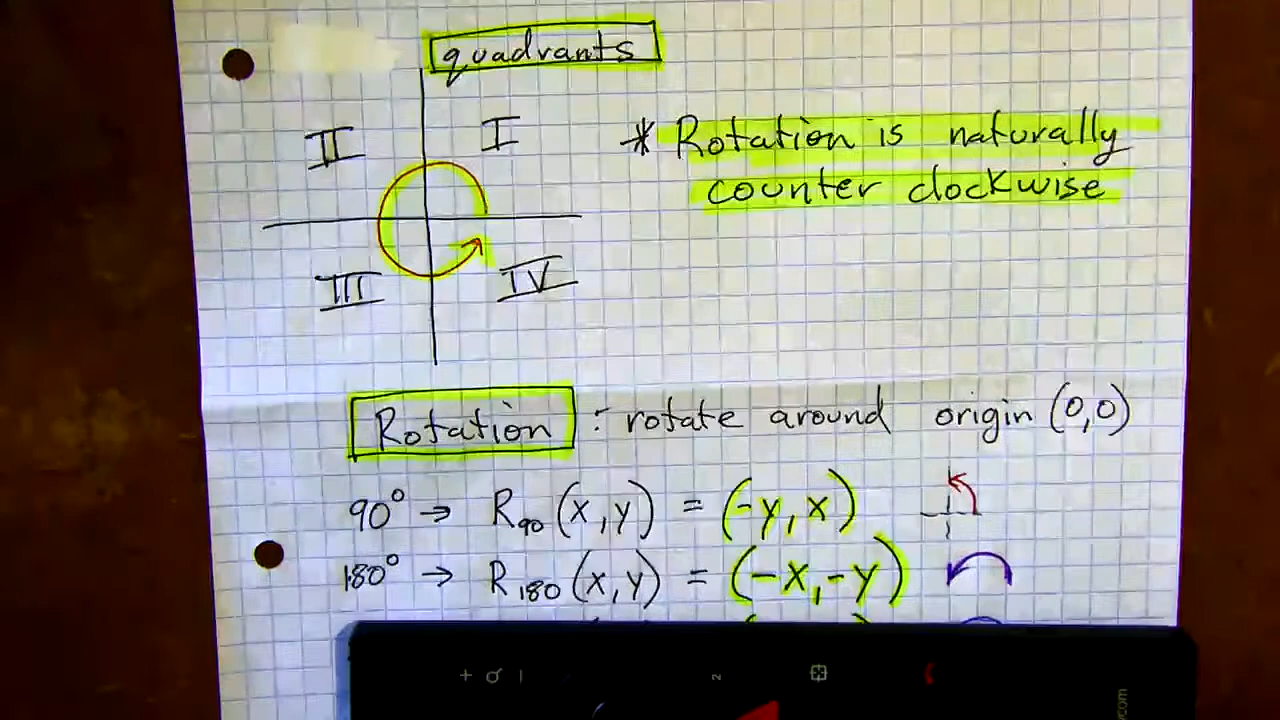 quadrants
II I
* Rotation is naturally
counter clockwise
III IV
Rotation : rotate around origin (0,0)
90° → R₉₀(x,y) = (-y,x)
180° → R₁₈₀(x,y) = (-x,-y)